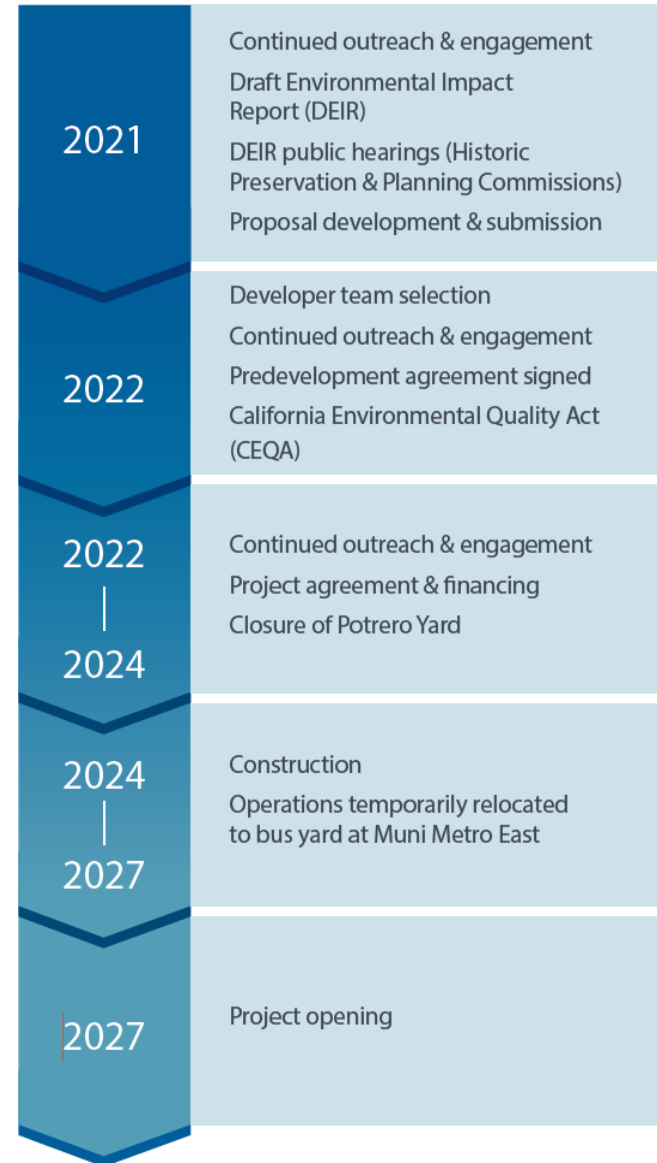 2021
Continued outreach & engagement
Draft Environmental Impact
Report (DEIR)
DEIR public hearings (Historic
Preservation & Planning Commissions)
Proposal development & submission
2022
Developer team selection
Continued outreach & engagement
Predevelopment agreement signed
California Environmental Quality Act
(CEQA)
2022
2024
Continued outreach & engagement
Project agreement & financing
Closure of Potrero Yard
2024
2027
Construction
Operations temporarily relocated
to bus yard at Muni Metro East
2027
Project opening